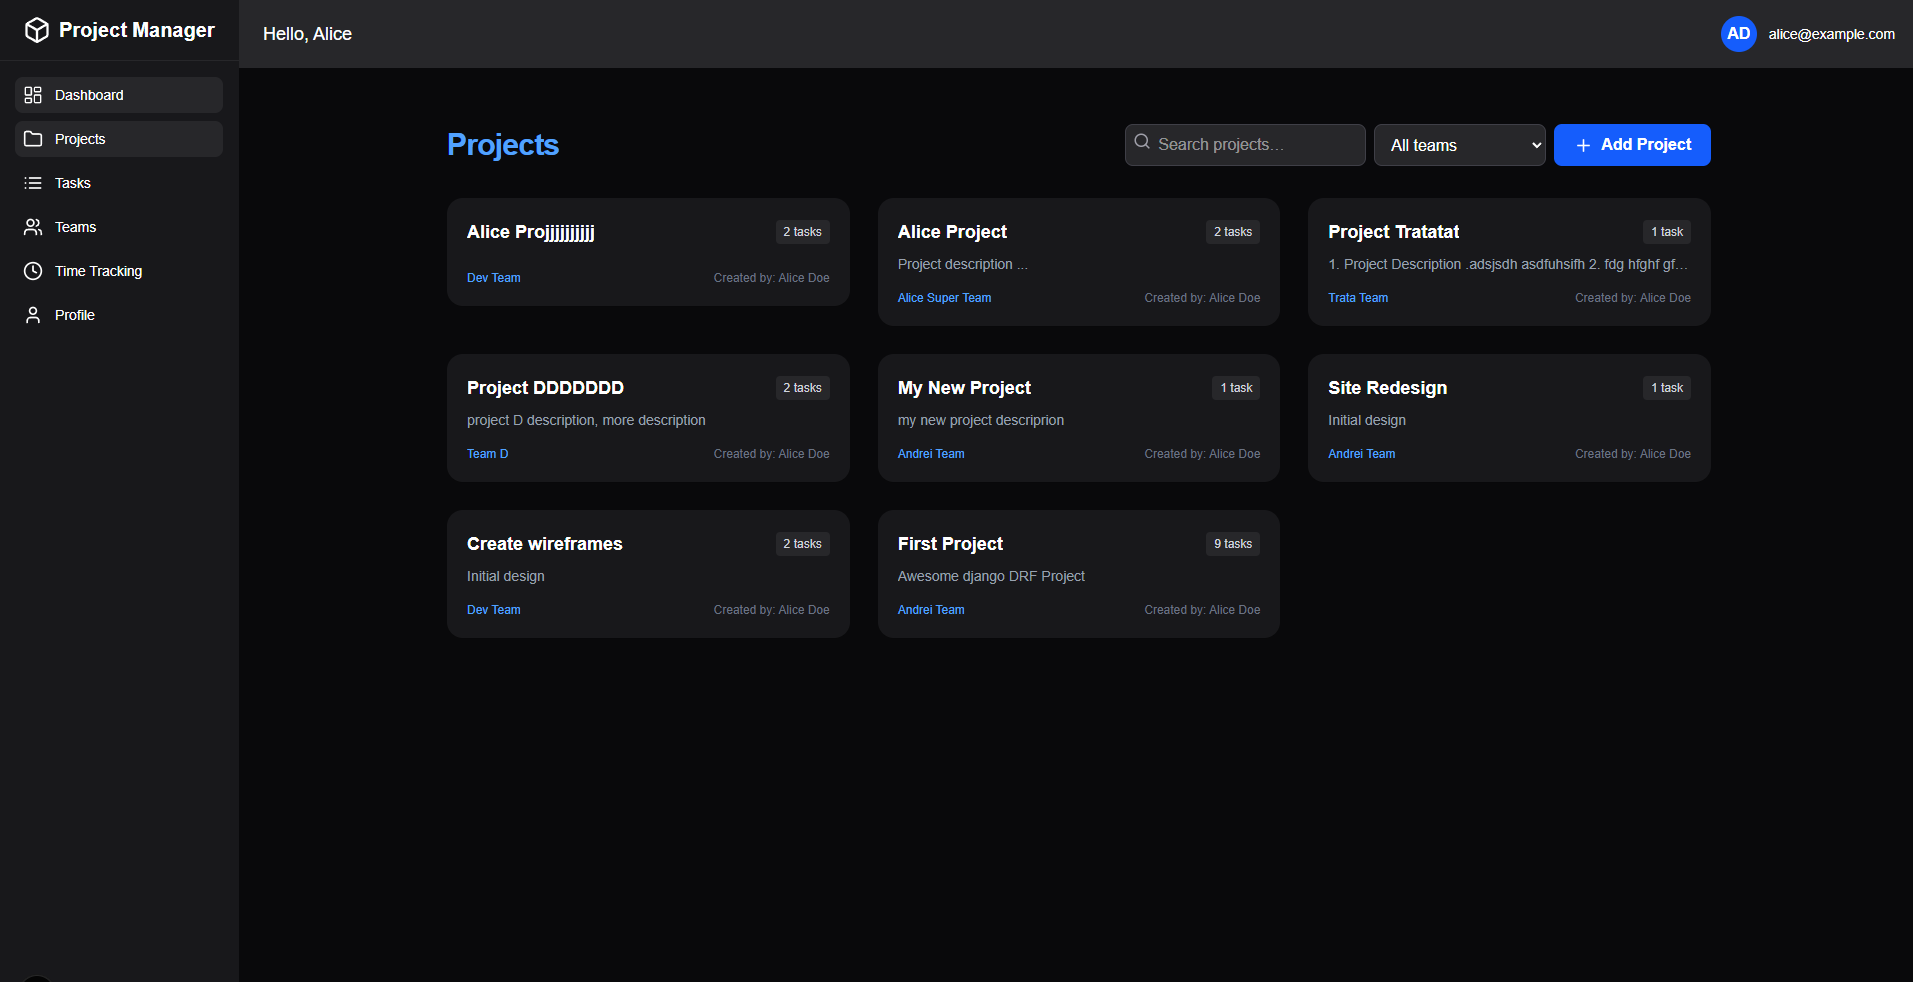 Project Manager
Dashboard
Projects
Tasks
Teams
Time Tracking
Profile
Hello, Alice
AD alice@example.com
Projects
Search projects…
All teams
+ Add Project
Alice Projjjjjjjjjj 2 tasks
Dev Team Created by: Alice Doe
Alice Project 2 tasks
Project description ...
Alice Super Team Created by: Alice Doe
Project Tratatat 1 task
1. Project Description .adsjsdh asdfuhsifh 2. fdg hfghf gf…
Trata Team Created by: Alice Doe
Project DDDDDDD 2 tasks
project D description, more description
Team D Created by: Alice Doe
My New Project 1 task
my new project descriprion
Andrei Team Created by: Alice Doe
Site Redesign 1 task
Initial design
Andrei Team Created by: Alice Doe
Create wireframes 2 tasks
Initial design
Dev Team Created by: Alice Doe
First Project 9 tasks
Awesome django DRF Project
Andrei Team Created by: Alice Doe